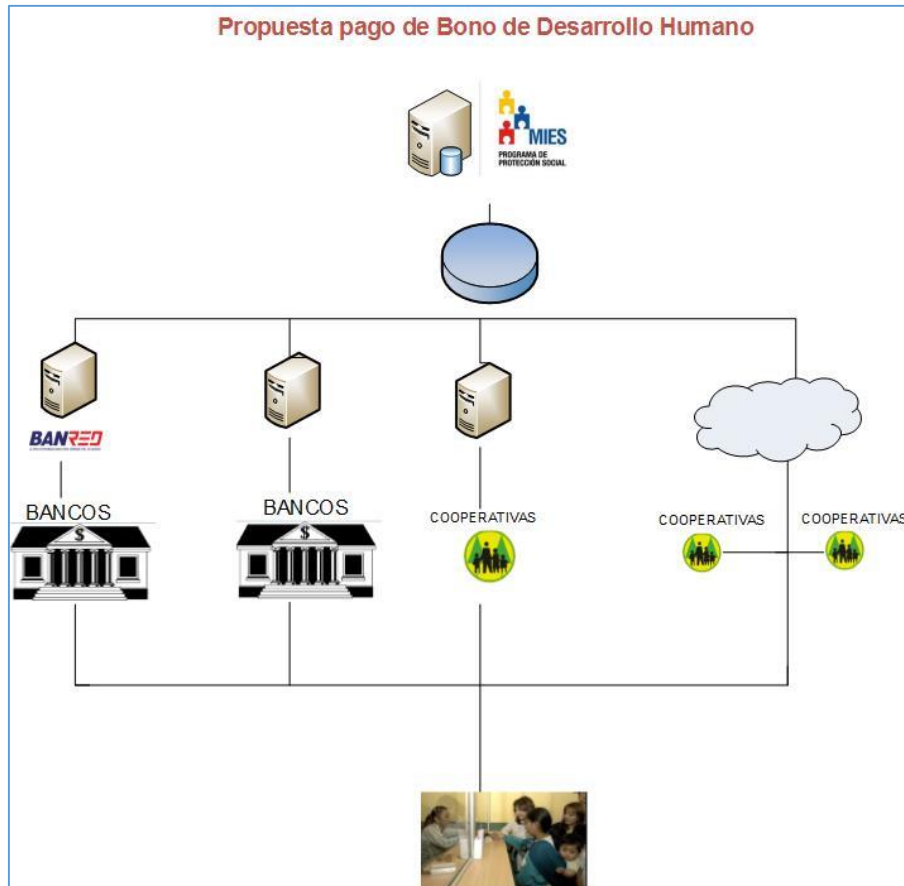 Propuesta pago de Bono de Desarrollo Humano
MIES
PROGRAMA DE
PROTECCIÓN SOCIAL
BANRED
BANCOS
BANCOS
COOPERATIVAS
COOPERATIVAS
COOPERATIVAS